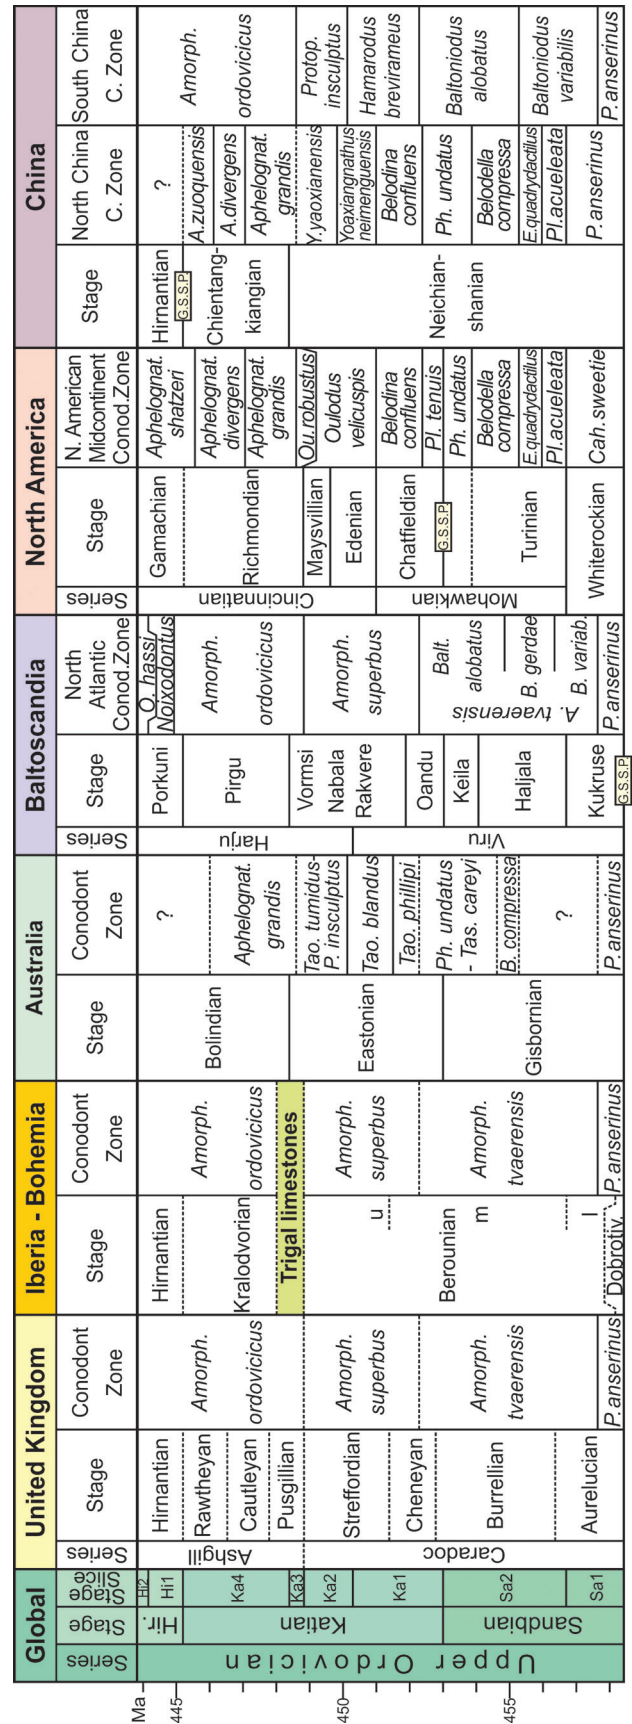 Global
Series
Stage
Stage
Slice
Upper Ordovician
Hir.
Katian
Sandbian
Hi2
Hi1
Ka4
Ka3
Ka2
Ka1
Sa2
Sa1
Ma
445
450
455
United Kingdom
Series
Stage
Conodont
Zone
Ashgill
Caradoc
Hirnantian
Rawtheyan
Cautleyan
Pusgillian
Streffordian
Cheneyan
Burrellian
Aurelucian
Amorph.
ordovicicus
Amorph.
superbus
Amorph.
tvaerensis
P.anserinus
Iberia - Bohemia
Stage
Conodont
Zone
Hirnantian
Kralodvorian
Trigal limestones
Berounian
u
m
l
Dobrotiv.
Amorph.
ordovicicus
Amorph.
superbus
Amorph.
tvaerensis
P.anserinus
Australia
Stage
Conodont
Zone
Bolindian
Eastonian
Gisbornian
?
Aphelognat.
grandis
Tao. tumidus-
P. insculptus
Tao. blandus
Tao. phillipi
Ph. undatus
- Tas. careyi
B. compressa
?
P.anserinus
Baltoscandia
Series
Stage
North
Atlantic
Conod.Zone
Harju
Viru
Porkuni
Pirgu
Vormsi
Nabala
Rakvere
Oandu
Keila
Haljala
Kukruse
G.S.S.P.
O. hassi
Noixodontus
Amorph.
ordovicicus
Amorph.
superbus
Balt.
alobatus
B. gerdae
B. variab.
A. tvaerensis
P.anserinus
North America
Series
Stage
N. American
Midcontinent
Conod.Zone
Cincinnatian
Mohawkian
Whiterockian
Gamachian
Richmondian
Maysvillian
Edenian
Chatfieldian
G.S.S.P.
Turinian
Aphelognat.
shatzeri
Aphelognat.
divergens
Aphelognat.
grandis
Ou.robustus
Oulodus
velicuspis
Belodina
confluens
Pl. tenuis
Ph. undatus
Belodella
compressa
E.quadrydactilus
Pl.acueleata
Cah. sweetie
China
Stage
North China
C. Zone
South China
C. Zone
Hirnantian
G.S.S.P.
Chientang-
kiangian
Neichian-
shanian
?
A.zuoquensis
A.divergens
Aphelognat.
grandis
Y.yaoxianensis
Yoaxiangnathus
neimenguensis
Belodina
confluens
Ph. undatus
Belodella
compressa
E.quadrydactilus
Pl.acueleata
P.anserinus
Amorph.
ordovicicus
Protop.
insculptus
Hamarodus
brevirameus
Baltoniodus
alobatus
Baltoniodus
variabilis
P. anserinus